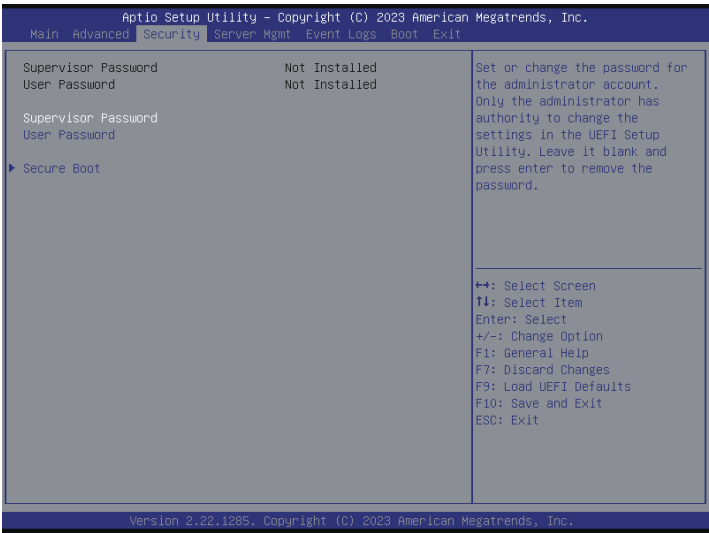 Aptio Setup Utility – Copyright (C) 2023 American Megatrends, Inc.
Main Advanced Security Server Mgmt Event Logs Boot Exit
Supervisor Password Not Installed
User Password Not Installed
Supervisor Password
User Password
Secure Boot
Set or change the password for
the administrator account.
Only the administrator has
authority to change the
settings in the UEFI Setup
Utility. Leave it blank and
press enter to remove the
password.
↔: Select Screen
↑↓: Select Item
Enter: Select
+/-: Change Option
F1: General Help
F7: Discard Changes
F9: Load UEFI Defaults
F10: Save and Exit
ESC: Exit
Version 2.22.1285. Copyright (C) 2023 American Megatrends, Inc.